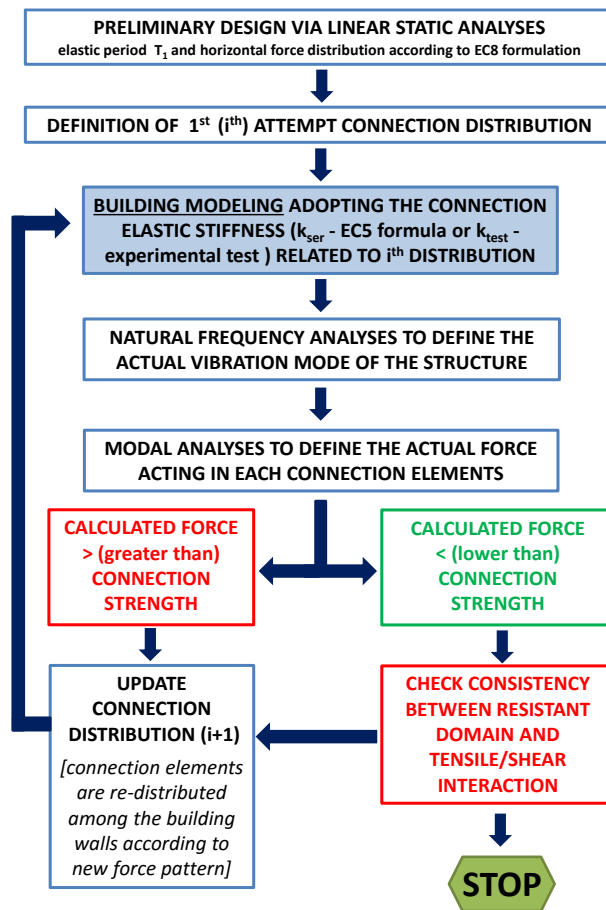 PRELIMINARY DESIGN VIA LINEAR STATIC ANALYSES
elastic period T₁ and horizontal force distribution according to EC8 formulation
DEFINITION OF 1ˢᵗ (iᵗʰ) ATTEMPT CONNECTION DISTRIBUTION
BUILDING MODELING ADOPTING THE CONNECTION
ELASTIC STIFFNESS (kₛₑᵣ - EC5 formula or kₜₑₛₜ -
experimental test ) RELATED TO iᵗʰ DISTRIBUTION
NATURAL FREQUENCY ANALYSES TO DEFINE THE
ACTUAL VIBRATION MODE OF THE STRUCTURE
MODAL ANALYSES TO DEFINE THE ACTUAL FORCE
ACTING IN EACH CONNECTION ELEMENTS
CALCULATED FORCE
> (greater than)
CONNECTION
STRENGTH
CALCULATED FORCE
< (lower than)
CONNECTION
STRENGTH
UPDATE
CONNECTION
DISTRIBUTION (i+1)
[connection elements
are re-distributed
among the building
walls according to
new force pattern]
CHECK CONSISTENCY
BETWEEN RESISTANT
DOMAIN AND
TENSILE/SHEAR
INTERACTION
STOP